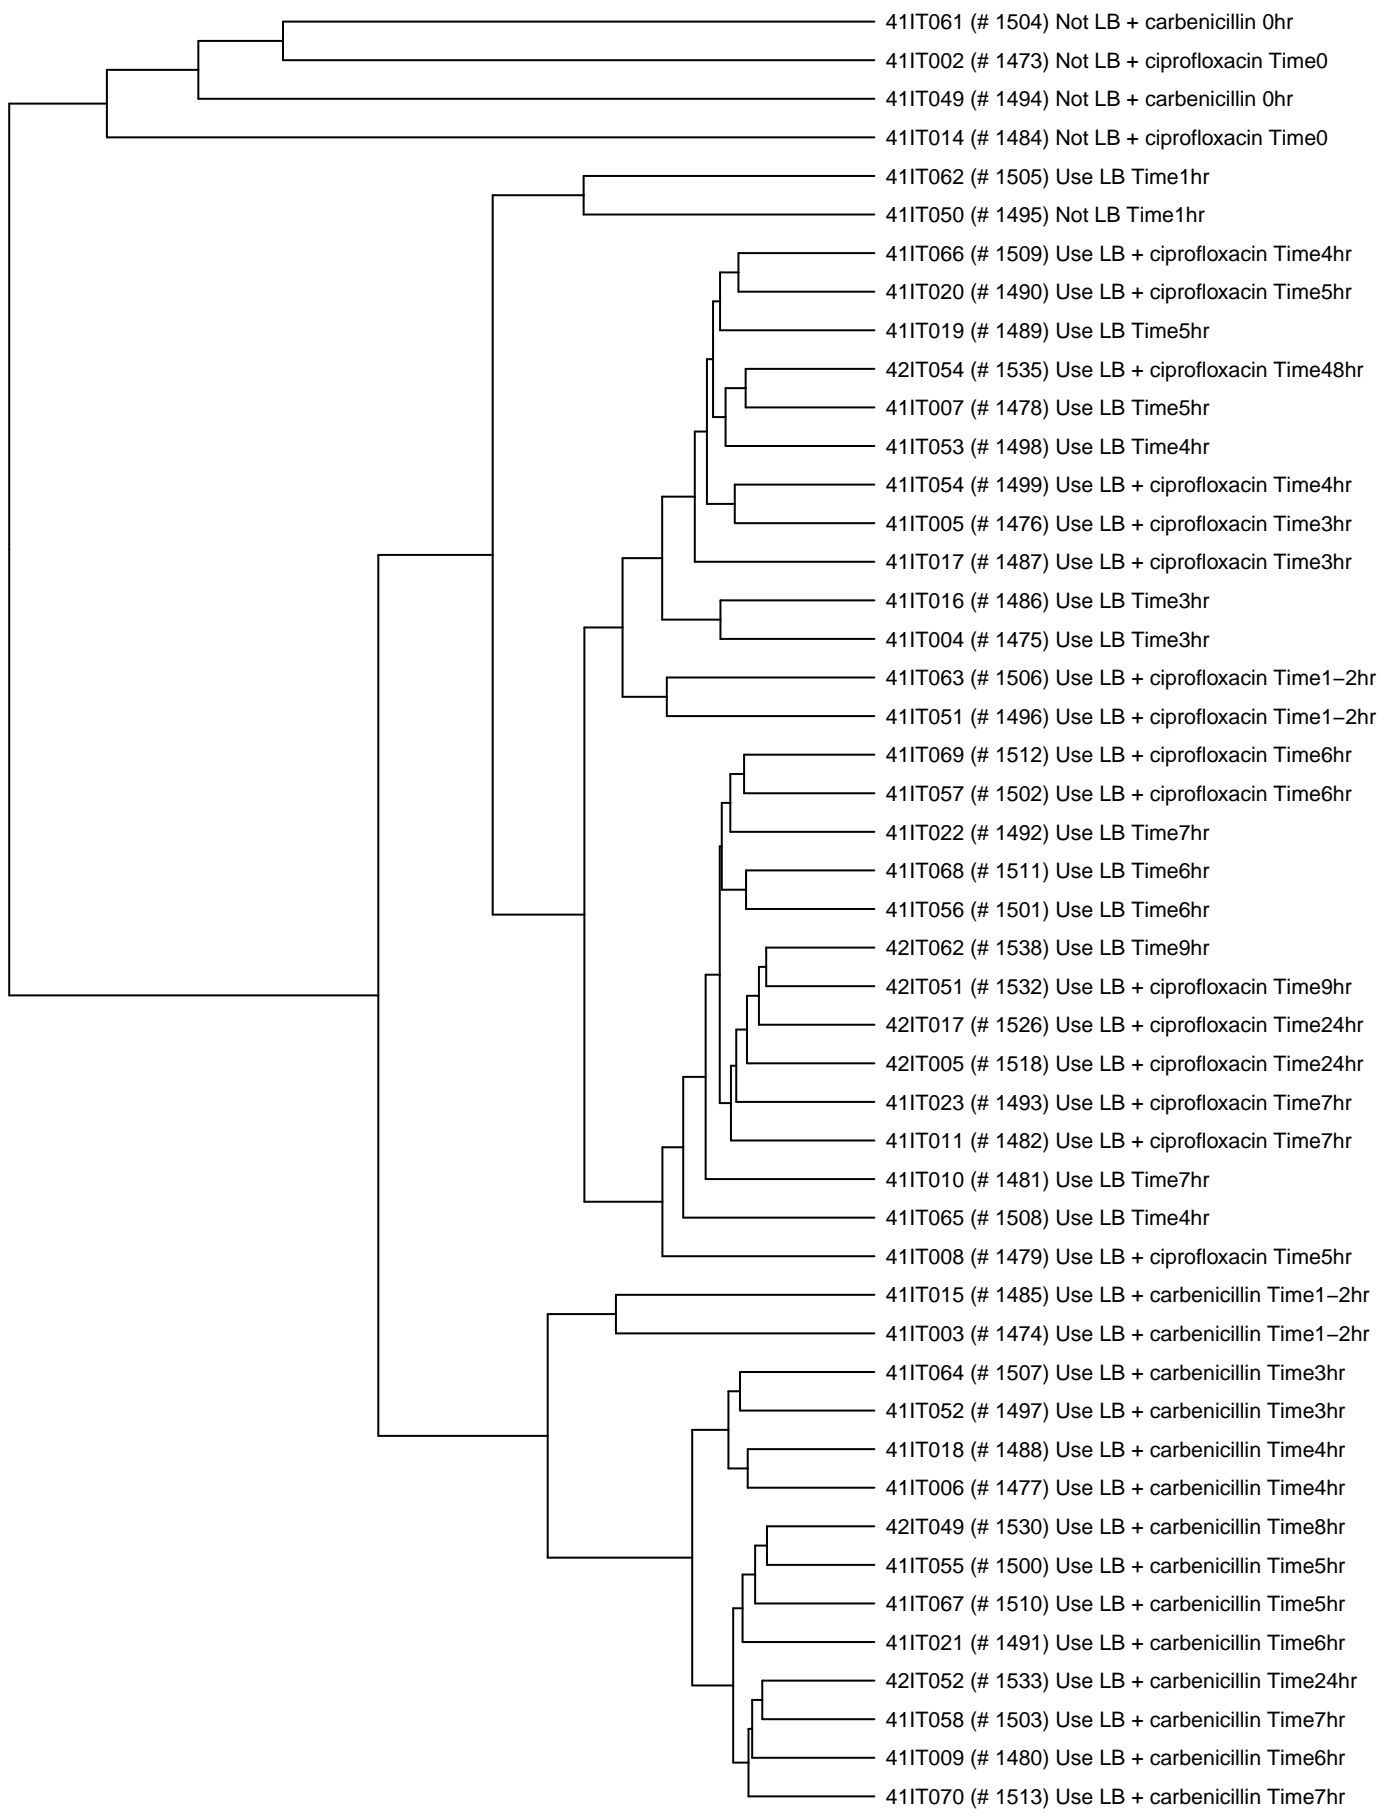 41IT061 (# 1504) Not LB + carbenicillin 0hr
41IT002 (# 1473) Not LB + ciprofloxacin Time0
41IT049 (# 1494) Not LB + carbenicillin 0hr
41IT014 (# 1484) Not LB + ciprofloxacin Time0
41IT062 (# 1505) Use LB Time1hr
41IT050 (# 1495) Not LB Time1hr
41IT066 (# 1509) Use LB + ciprofloxacin Time4hr
41IT020 (# 1490) Use LB + ciprofloxacin Time5hr
41IT019 (# 1489) Use LB Time5hr
42IT054 (# 1535) Use LB + ciprofloxacin Time48hr
41IT007 (# 1478) Use LB Time5hr
41IT053 (# 1498) Use LB Time4hr
41IT054 (# 1499) Use LB + ciprofloxacin Time4hr
41IT005 (# 1476) Use LB + ciprofloxacin Time3hr
41IT017 (# 1487) Use LB + ciprofloxacin Time3hr
41IT016 (# 1486) Use LB Time3hr
41IT004 (# 1475) Use LB Time3hr
41IT063 (# 1506) Use LB + ciprofloxacin Time1−2hr
41IT051 (# 1496) Use LB + ciprofloxacin Time1−2hr
41IT069 (# 1512) Use LB + ciprofloxacin Time6hr
41IT057 (# 1502) Use LB + ciprofloxacin Time6hr
41IT022 (# 1492) Use LB Time7hr
41IT068 (# 1511) Use LB Time6hr
41IT056 (# 1501) Use LB Time6hr
42IT062 (# 1538) Use LB Time9hr
42IT051 (# 1532) Use LB + ciprofloxacin Time9hr
42IT017 (# 1526) Use LB + ciprofloxacin Time24hr
42IT005 (# 1518) Use LB + ciprofloxacin Time24hr
41IT023 (# 1493) Use LB + ciprofloxacin Time7hr
41IT011 (# 1482) Use LB + ciprofloxacin Time7hr
41IT010 (# 1481) Use LB Time7hr
41IT065 (# 1508) Use LB Time4hr
41IT008 (# 1479) Use LB + ciprofloxacin Time5hr
41IT015 (# 1485) Use LB + carbenicillin Time1−2hr
41IT003 (# 1474) Use LB + carbenicillin Time1−2hr
41IT064 (# 1507) Use LB + carbenicillin Time3hr
41IT052 (# 1497) Use LB + carbenicillin Time3hr
41IT018 (# 1488) Use LB + carbenicillin Time4hr
41IT006 (# 1477) Use LB + carbenicillin Time4hr
42IT049 (# 1530) Use LB + carbenicillin Time8hr
41IT055 (# 1500) Use LB + carbenicillin Time5hr
41IT067 (# 1510) Use LB + carbenicillin Time5hr
41IT021 (# 1491) Use LB + carbenicillin Time6hr
42IT052 (# 1533) Use LB + carbenicillin Time24hr
41IT058 (# 1503) Use LB + carbenicillin Time7hr
41IT009 (# 1480) Use LB + carbenicillin Time6hr
41IT070 (# 1513) Use LB + carbenicillin Time7hr